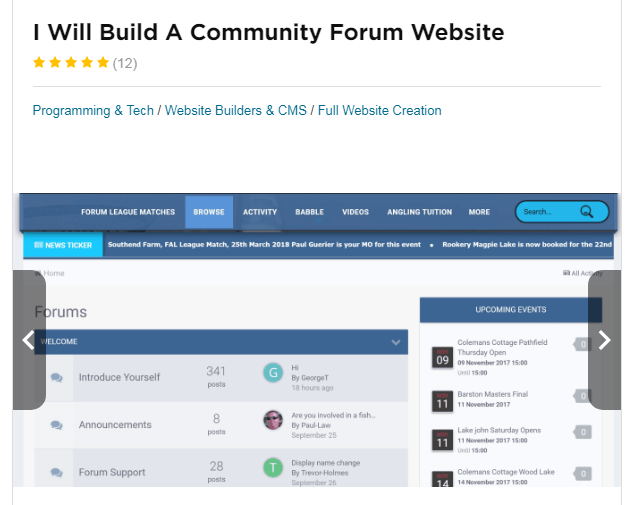 I Will Build A Community Forum Website
(12)
Programming & Tech / Website Builders & CMS / Full Website Creation
FORUM LEAGUE MATCHES BROWSE ACTIVITY BABBLE VIDEOS ANGLING TUITION MORE Search...
NEWS TICKER Southend Farm, FAL League Match, 25th March 2018 Paul Guerier is your MO for this event • Rookery Magpie Lake is now booked for the 22nd
Home All Activity
Forums
WELCOME
Introduce Yourself
341
posts
G
Hi
By GeorgeT
18 hours ago
Announcements
8
posts
Are you involved in a fish...
By Paul-Law
September 25
Forum Support
28
posts
T
Display name change
By Trevor-Holmes
September 26
UPCOMING EVENTS
NOV
09
Colemans Cottage Pathfield
Thursday Open
09 November 2017 15:00
Until 15:00
0
NOV
11
Barston Masters Final
11 November 2017
0
NOV
11
Lake john Saturday Opens
11 November 2017 15:00
Until 15:00
0
NOV
14
Colemans Cottage Wood Lake
14 November 2017 15:00
0